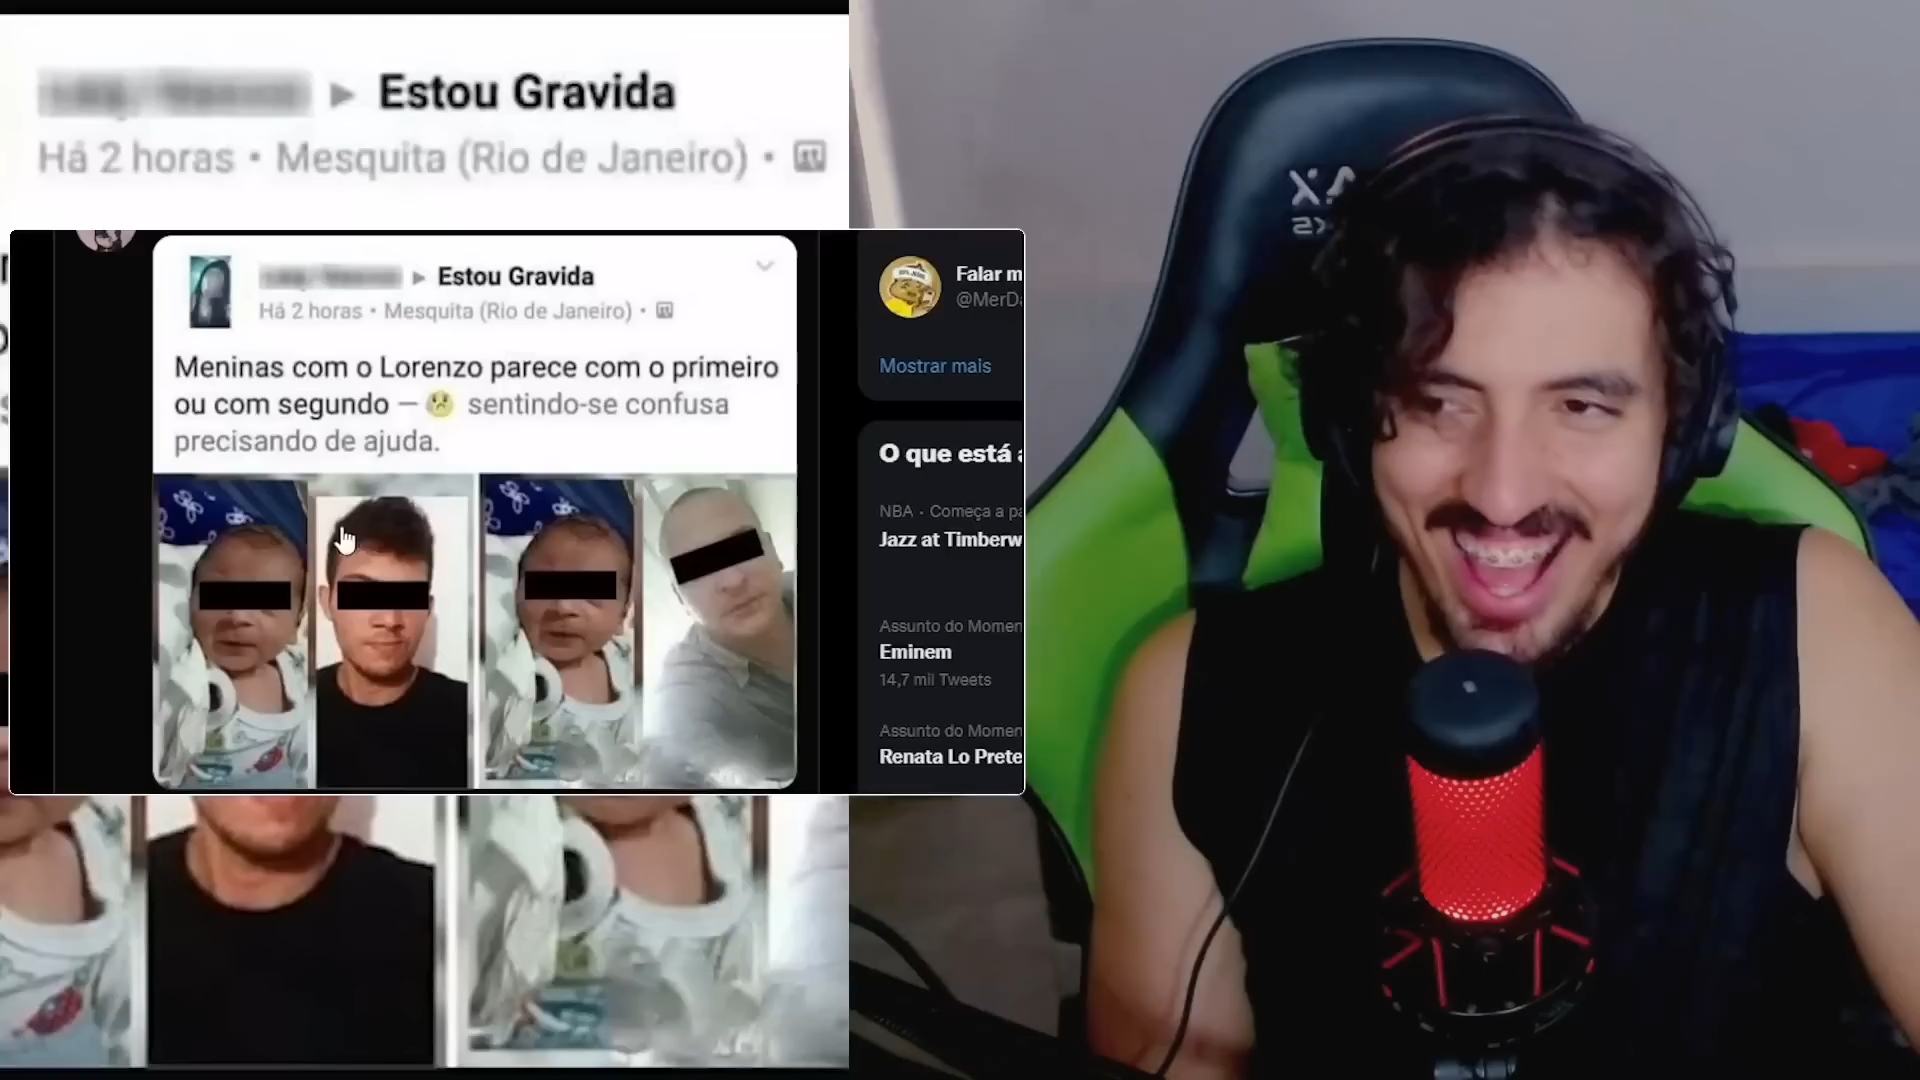 Estou Gravida
Há 2 horas • Mesquita (Rio de Janeiro) •
Estou Gravida
Há 2 horas • Mesquita (Rio de Janeiro) •
Meninas com o Lorenzo parece com o primeiro
ou com segundo — sentindo-se confusa
precisando de ajuda.
Falar m
@MerD
Mostrar mais
O que está a
NBA · Começa a pa
Jazz at Timberw
Assunto do Momen
Eminem
14,7 mil Tweets
Assunto do Momen
Renata Lo Prete